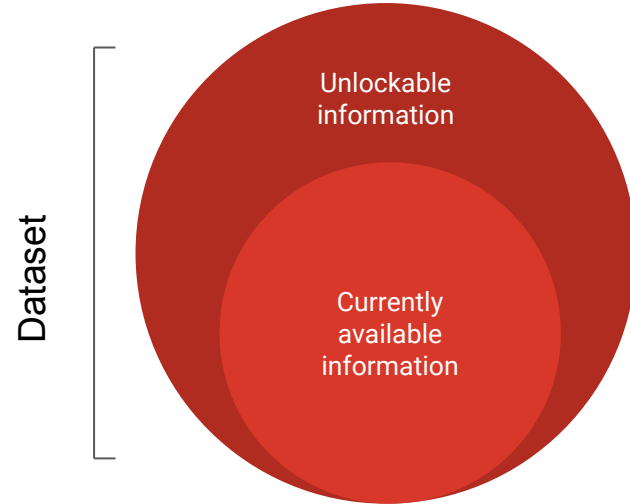 Unlockable
information
Dataset
Currently
available
information